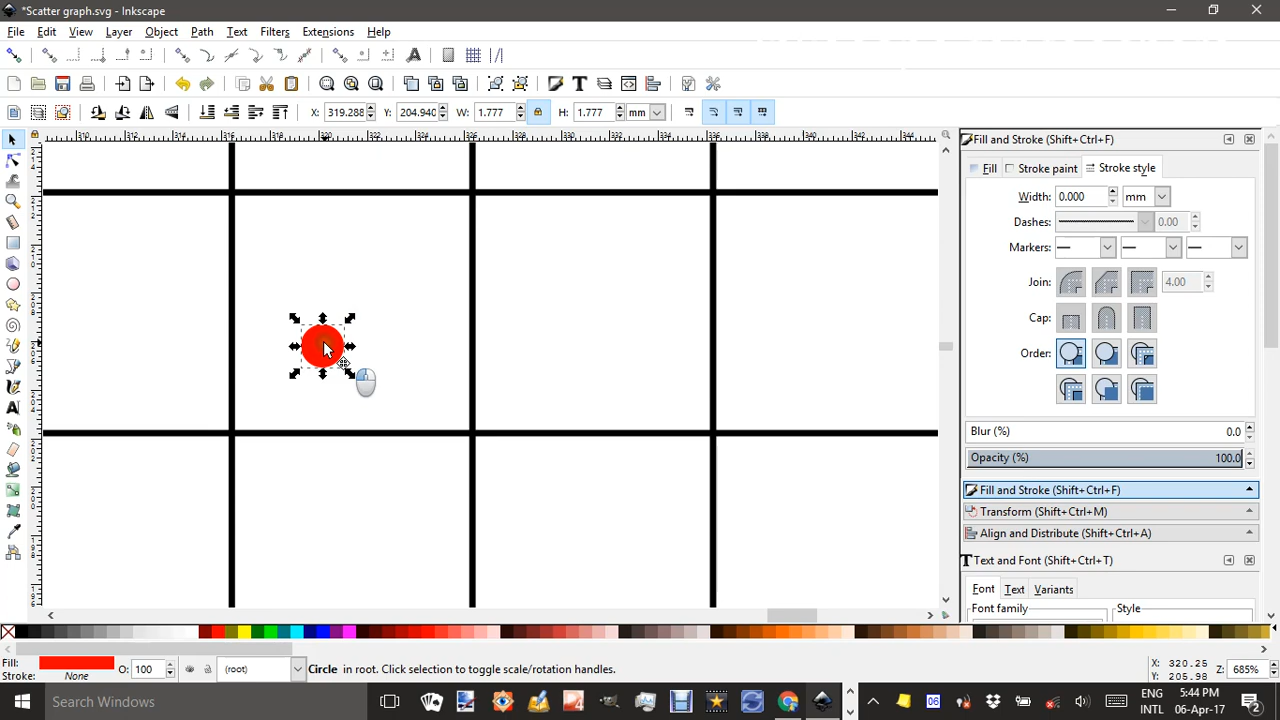 *Scatter graph.svg - Inkscape
File Edit View Layer Object Path Text Filters Extensions Help
X: 319.288 Y: 204.940 W: 1.777 H: 1.777 mm
Fill and Stroke (Shift+Ctrl+F)
Fill Stroke paint Stroke style
Width: 0.000 mm
Dashes: 0.00
Markers:
Join: 4.00
Cap:
Order:
Blur (%) 0.0
Opacity (%) 100.0
Fill and Stroke (Shift+Ctrl+F)
Transform (Shift+Ctrl+M)
Align and Distribute (Shift+Ctrl+A)
Text and Font (Shift+Ctrl+T)
Font Text Variants
Font family Style
Fill:
Stroke: None
O: 100
(root)
Circle in root. Click selection to toggle scale/rotation handles.
X: 320.25
Y: 205.98
Z: 685%
Search Windows
06
ENG
INTL
5:44 PM
06-Apr-17
2